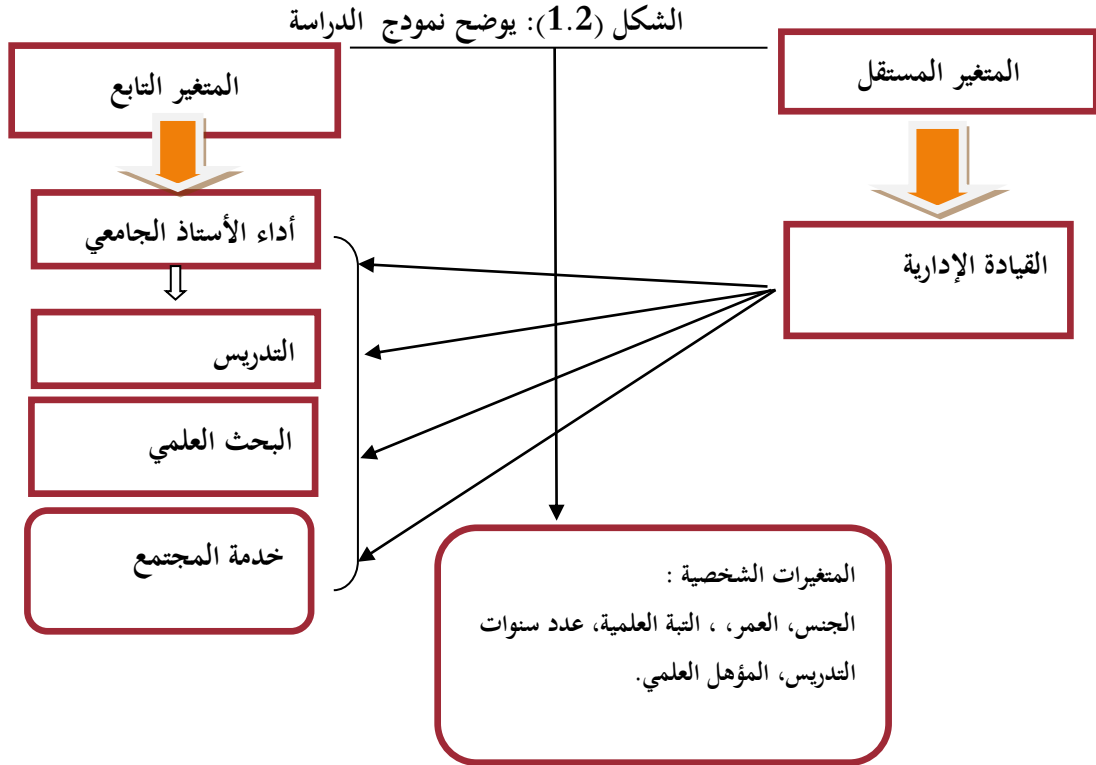 الشكل (1.2): يوضح نموذج الدراسة
المتغير المستقل
المتغير التابع
القيادة الإدارية
أداء الأستاذ الجامعي
التدريس
البحث العلمي
خدمة المجتمع
المتغيرات الشخصية :
الجنس، العمر، ، التبة العلمية، عدد سنوات
التدريس، المؤهل العلمي.